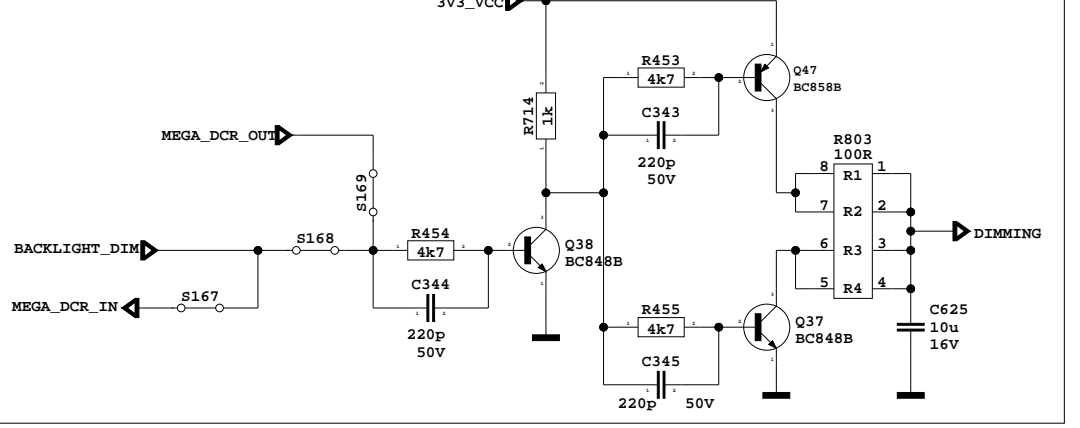 3V3_VCC
R453
4k7
Q47
BC858B
C343
220p
50V
R714
1k
MEGA_DCR_OUT
S169
R803
100R
8 R1 1
7 R2 2
6 R3 3
5 R4 4
DIMMING
BACKLIGHT_DIM
S168
R454
4k7
Q38
BC848B
MEGA_DCR_IN
S167
C344
220p
50V
R455
4k7
Q37
BC848B
C345
220p 50V
C625
10u
16V